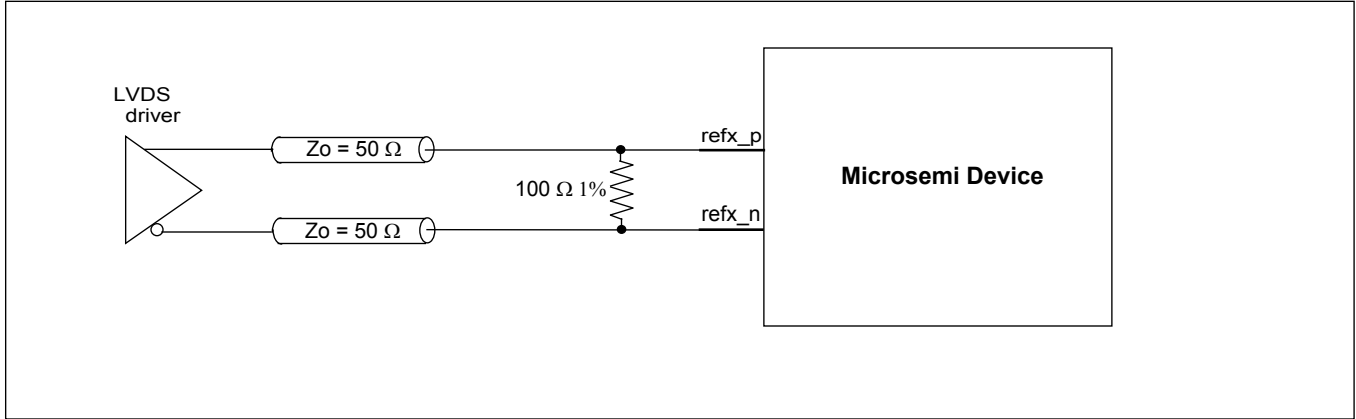 LVDS
driver
Zo = 50 Ω
refx_p
100 Ω 1%
Microsemi Device
refx_n
Zo = 50 Ω